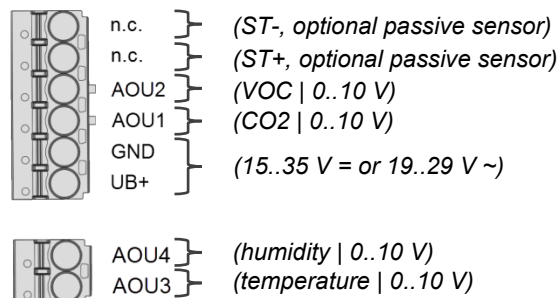 n.c. (ST-, optional passive sensor)
n.c. (ST+, optional passive sensor)
AOU2 (VOC | 0..10 V)
AOU1 (CO2 | 0..10 V)
GND
(15..35 V = or 19..29 V ~)
UB+
AOU4 (humidity | 0..10 V)
AOU3 (temperature | 0..10 V)